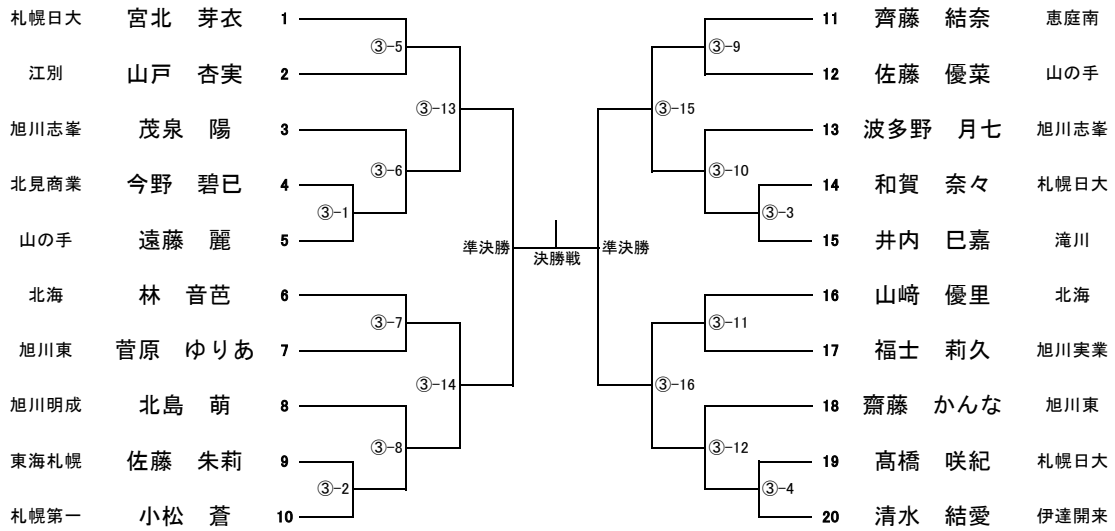 札幌日大 宮北 芽衣 1
江別 山戸 杏実 2
旭川志峯 茂泉 陽 3
北見商業 今野 碧已 4
山の手 遠藤 麗 5
北海 林 音芭 6
旭川東 菅原 ゆりあ 7
旭川明成 北島 萌 8
東海札幌 佐藤 朱莉 9
札幌第一 小松 蒼 10
③-5
③-6
③-1
③-7
③-8
③-2
③-13
③-14
準決勝
決勝戦
準決勝
③-15
③-16
③-9
③-10
③-3
③-11
③-12
③-4
11 齊藤 結奈 恵庭南
12 佐藤 優菜 山の手
13 波多野 月七 旭川志峯
14 和賀 奈々 札幌日大
15 井内 巳嘉 滝川
16 山﨑 優里 北海
17 福士 莉久 旭川実業
18 齋藤 かんな 旭川東
19 髙橋 咲紀 札幌日大
20 清水 結愛 伊達開来